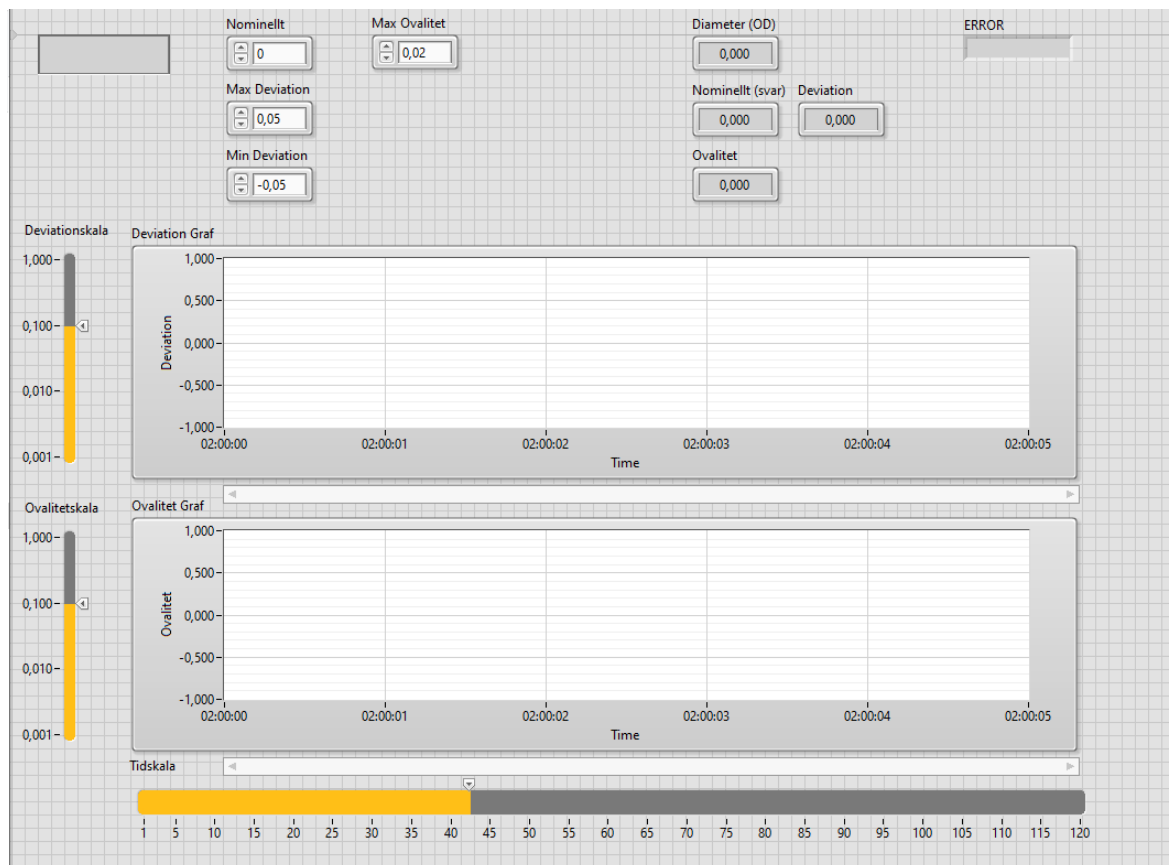 Nominellt
0
Max Ovalitet
0,02
Diameter (OD)
0,000
ERROR
Max Deviation
0,05
Nominellt (svar)
0,000
Deviation
0,000
Min Deviation
-0,05
Ovalitet
0,000
Deviationskala
1,000
0,100
0,010
0,001
Deviation Graf
Deviation
1,000
0,500
0,000
-0,500
-1,000
02:00:00 02:00:01 02:00:02 02:00:03 02:00:04 02:00:05
Time
Ovalitetskala
1,000
0,100
0,010
0,001
Ovalitet Graf
Ovalitet
1,000
0,500
0,000
-0,500
-1,000
02:00:00 02:00:01 02:00:02 02:00:03 02:00:04 02:00:05
Time
Tidskala
1 5 10 15 20 25 30 35 40 45 50 55 60 65 70 75 80 85 90 95 100 105 110 115 120